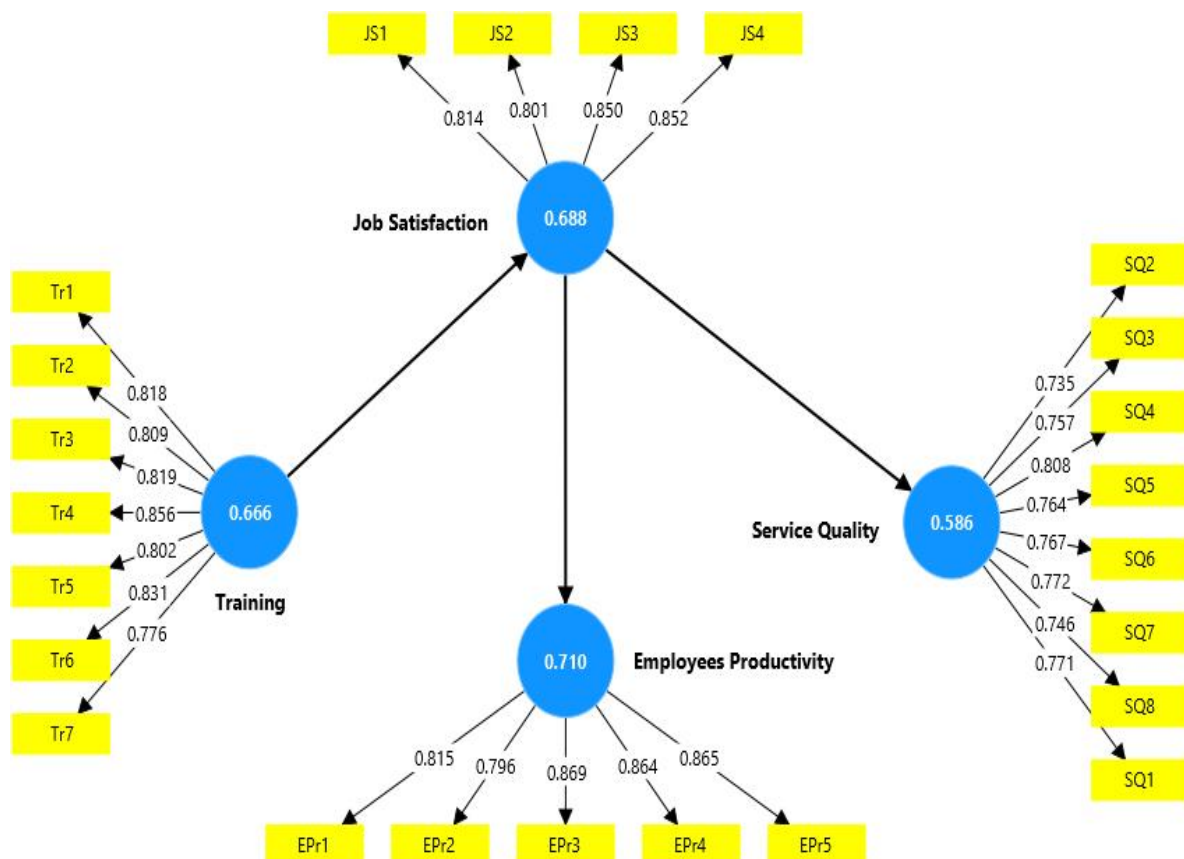 JS1
JS2
JS3
JS4
0.814
0.801
0.850
0.852
0.688
Job Satisfaction
Tr1
Tr2
Tr3
Tr4
Tr5
Tr6
Tr7
0.818
0.809
0.819
0.856
0.802
0.831
0.776
0.666
Training
SQ2
SQ3
SQ4
SQ5
SQ6
SQ7
SQ8
SQ1
0.735
0.757
0.808
0.764
0.767
0.772
0.746
0.771
0.586
Service Quality
0.710
Employees Productivity
0.815
0.796
0.869
0.864
0.865
EPr1
EPr2
EPr3
EPr4
EPr5